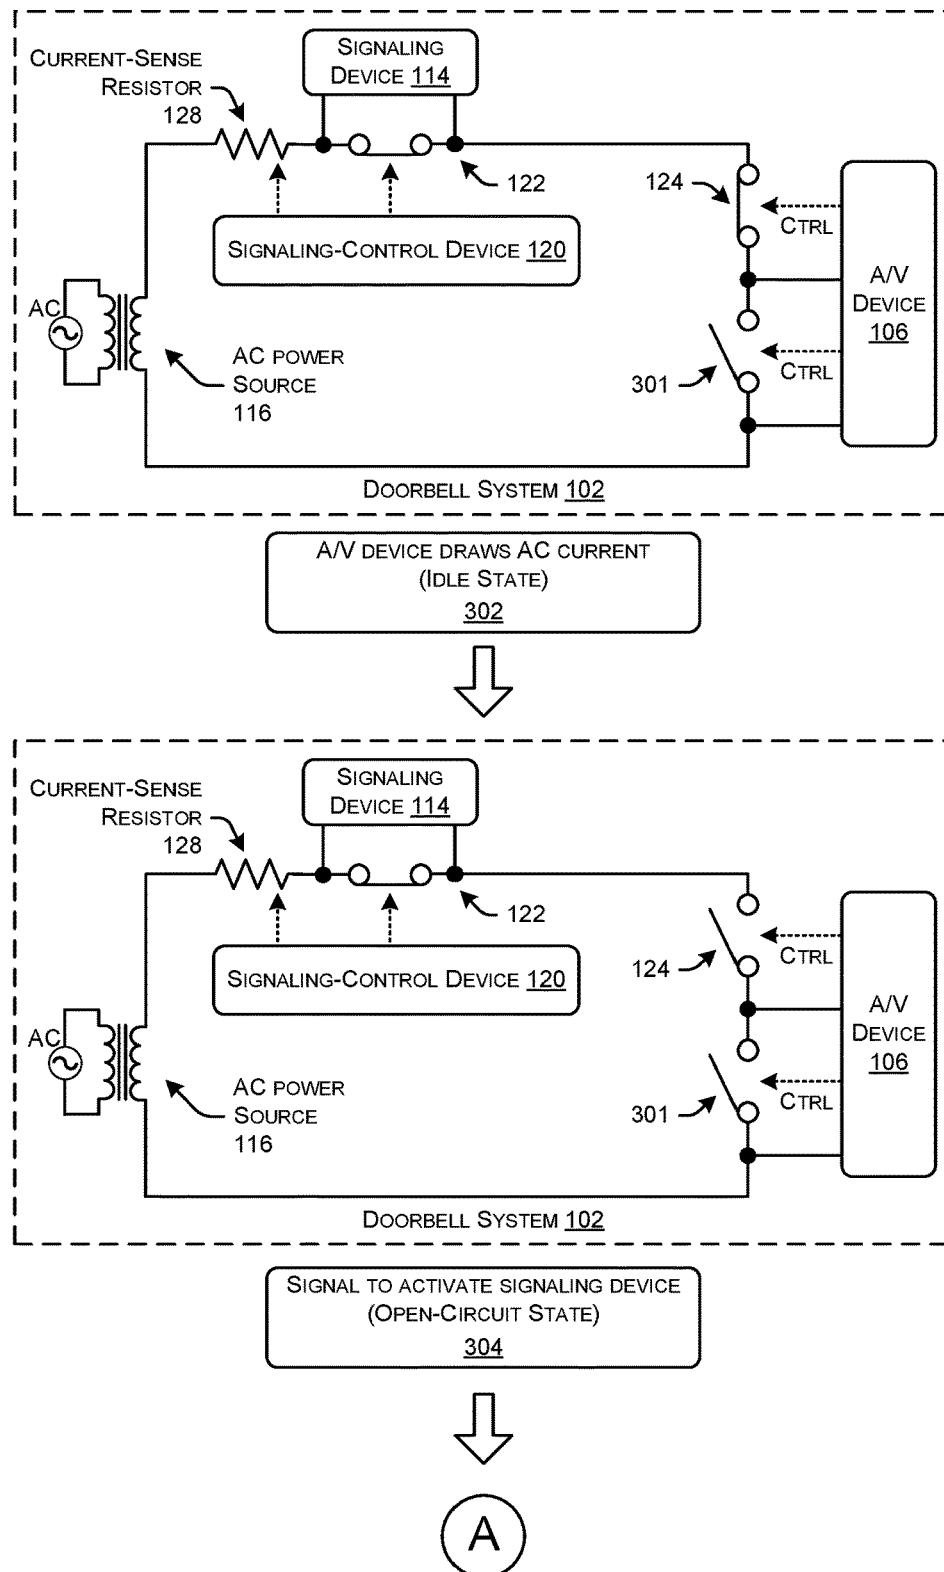 SIGNALING
DEVICE 114
CURRENT-SENSE
RESISTOR
128
122
124
CTRL
SIGNALING-CONTROL DEVICE 120
A/V
DEVICE
106
AC
AC POWER
SOURCE
116
301
CTRL
DOORBELL SYSTEM 102
A/V DEVICE DRAWS AC CURRENT
(IDLE STATE)
302
SIGNALING
DEVICE 114
CURRENT-SENSE
RESISTOR
128
122
124
CTRL
SIGNALING-CONTROL DEVICE 120
A/V
DEVICE
106
AC
AC POWER
SOURCE
116
301
CTRL
DOORBELL SYSTEM 102
SIGNAL TO ACTIVATE SIGNALING DEVICE
(OPEN-CIRCUIT STATE)
304
A